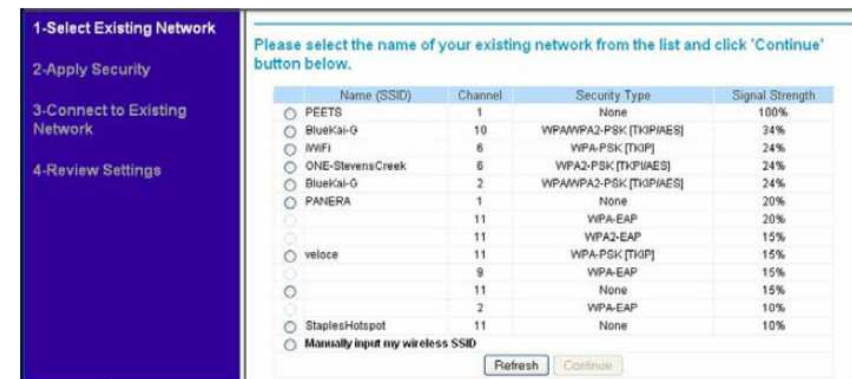 1-Select Existing Network
2-Apply Security
3-Connect to Existing
Network
4-Review Settings
Please select the name of your existing network from the list and click 'Continue'
button below.
Name (SSID) Channel Security Type Signal Strength
PEETS 1 None 100%
BlueKai-G 10 WPA/WPA2-PSK [TKIP/AES] 34%
IWiFi 6 WPA-PSK [TKIP] 24%
ONE-StevensCreek 6 WPA2-PSK [TKPI/AES] 24%
BlueKai-G 2 WPA/WPA2-PSK [TKIP/AES] 24%
PANERA 1 None 20%
11 WPA-EAP 20%
11 WPA2-EAP 15%
veloce 11 WPA-PSK [TKIP] 15%
9 WPA-EAP 15%
11 None 15%
2 WPA-EAP 10%
StaplesHotspot 11 None 10%
Manually input my wireless SSID
Refresh Continue